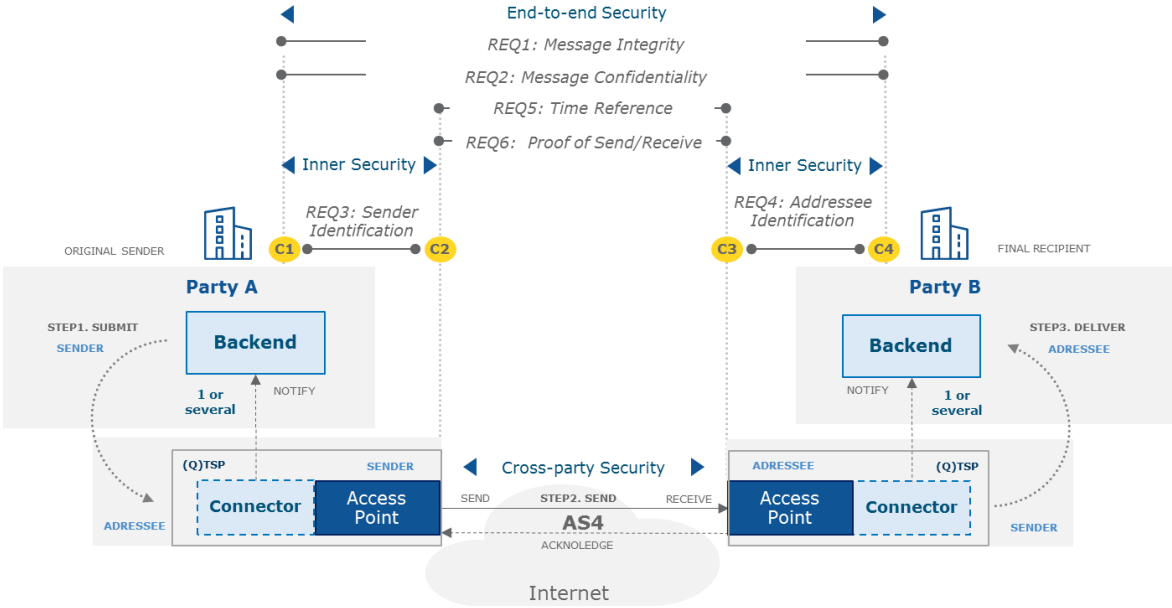 End-to-end Security
REQ1: Message Integrity
REQ2: Message Confidentiality
REQ5: Time Reference
REQ6: Proof of Send/Receive
Inner Security
Inner Security
REQ3: Sender
Identification
REQ4: Addressee
Identification
C1
C2
C3
C4
ORIGINAL SENDER
FINAL RECIPIENT
Party A
Party B
STEP1. SUBMIT
SENDER
Backend
Backend
STEP3. DELIVER
ADRESSEE
1 or
several
NOTIFY
NOTIFY
1 or
several
(Q)TSP
SENDER
Cross-party Security
ADRESSEE
(Q)TSP
Connector
Access
Point
SEND
STEP2. SEND
RECEIVE
AS4
ACKNOLEDGE
Access
Point
Connector
ADRESSEE
SENDER
Internet